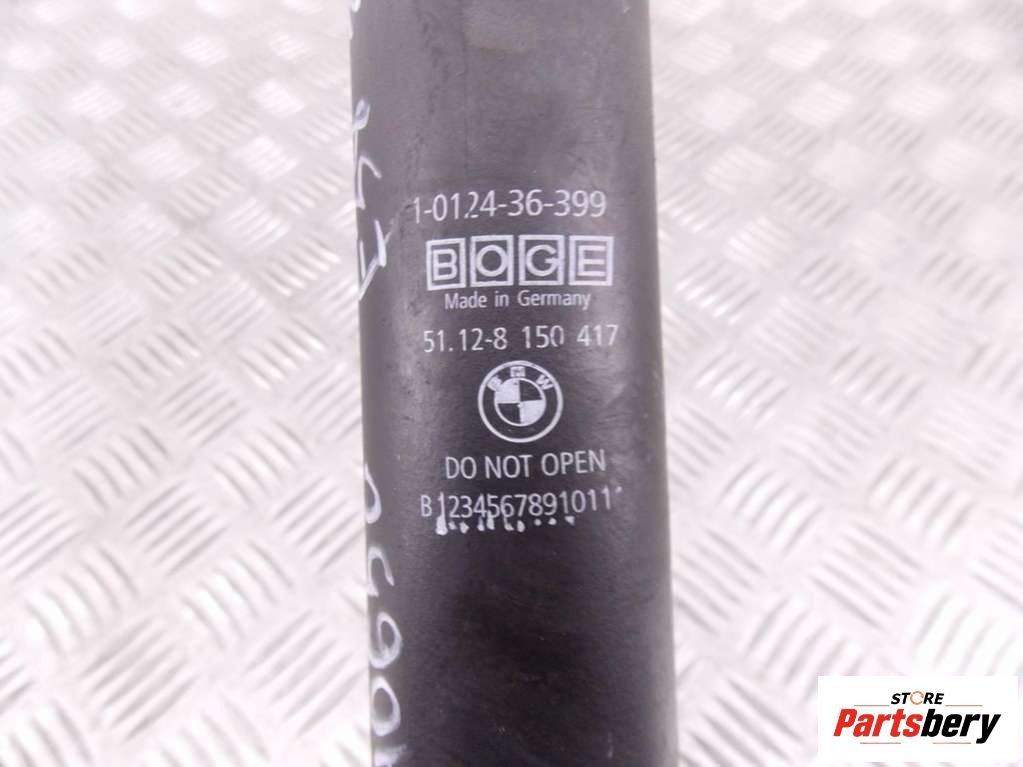 1-0124-36-399
BOGE
Made in Germany
51.12-8 150 417
BMW
DO NOT OPEN
B 1234567891011
STORE
Partsbery